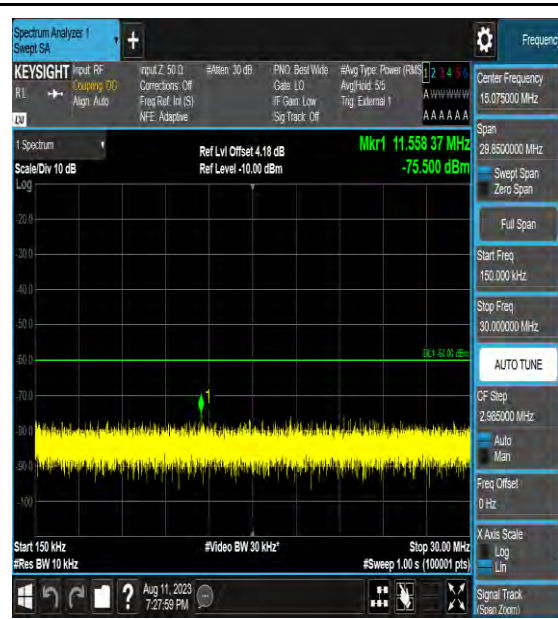 Spectrum Analyzer 1
Swept SA
Frequenc
KEYSIGHT
RL
Input: RF
Coupling: DC
Align: Auto
Input Z: 50 Ω
Corrections: Off
Freq Ref: Int (S)
NFE: Adaptive
#Atten: 30 dB
PNO: Best Wide
Gate: LO
IF Gain: Low
Sig Track: Off
#Avg Type: Power (RMS
Avg|Hold: 5/5
Trig: External 1
1 2 3 4 5 6
A W W W W W
A A A A A A
1 Spectrum
Scale/Div 10 dB
Log
Ref Lvl Offset 4.18 dB
Ref Level -10.00 dBm
Mkr1 11.558 37 MHz
-75.500 dBm
-20.0
-30.0
-40.0
-50.0
-60.0
-70.0
-80.0
-90.0
-100
DL1 -60.00 dBm
1
Start 150 kHz
#Res BW 10 kHz
#Video BW 30 kHz*
Stop 30.00 MHz
#Sweep 1.00 s (100001 pts)
Aug 11, 2023
7:27:59 PM
Center Frequency
15.075000 MHz
Span
29.8500000 MHz
Swept Span
Zero Span
Full Span
Start Freq
150.000 kHz
Stop Freq
30.000000 MHz
AUTO TUNE
CF Step
2.985000 MHz
Auto
Man
Freq Offset
0 Hz
X Axis Scale
Log
Lin
Signal Track
(Span Zoom)